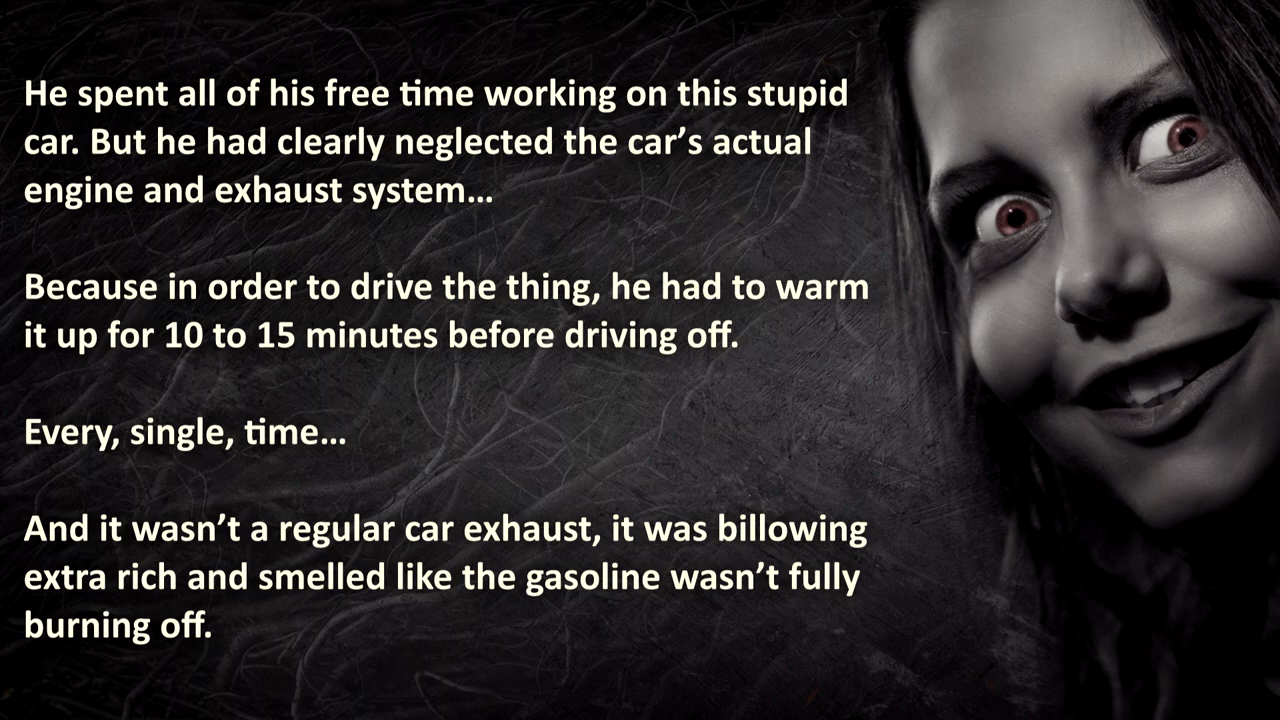 He spent all of his free time working on this stupid
car. But he had clearly neglected the car’s actual
engine and exhaust system…
Because in order to drive the thing, he had to warm
it up for 10 to 15 minutes before driving off.
Every, single, time…
And it wasn’t a regular car exhaust, it was billowing
extra rich and smelled like the gasoline wasn’t fully
burning off.